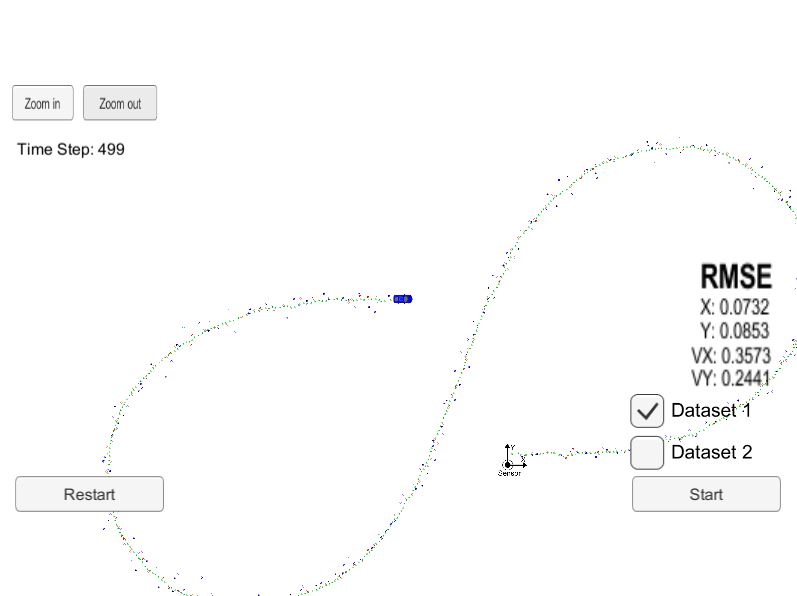 Zoom in
Zoom out
Time Step: 499
RMSE
X: 0.0732
Y: 0.0853
VX: 0.3573
VY: 0.2441
Dataset 1
Y
X
Sensor
Dataset 2
Restart
Start